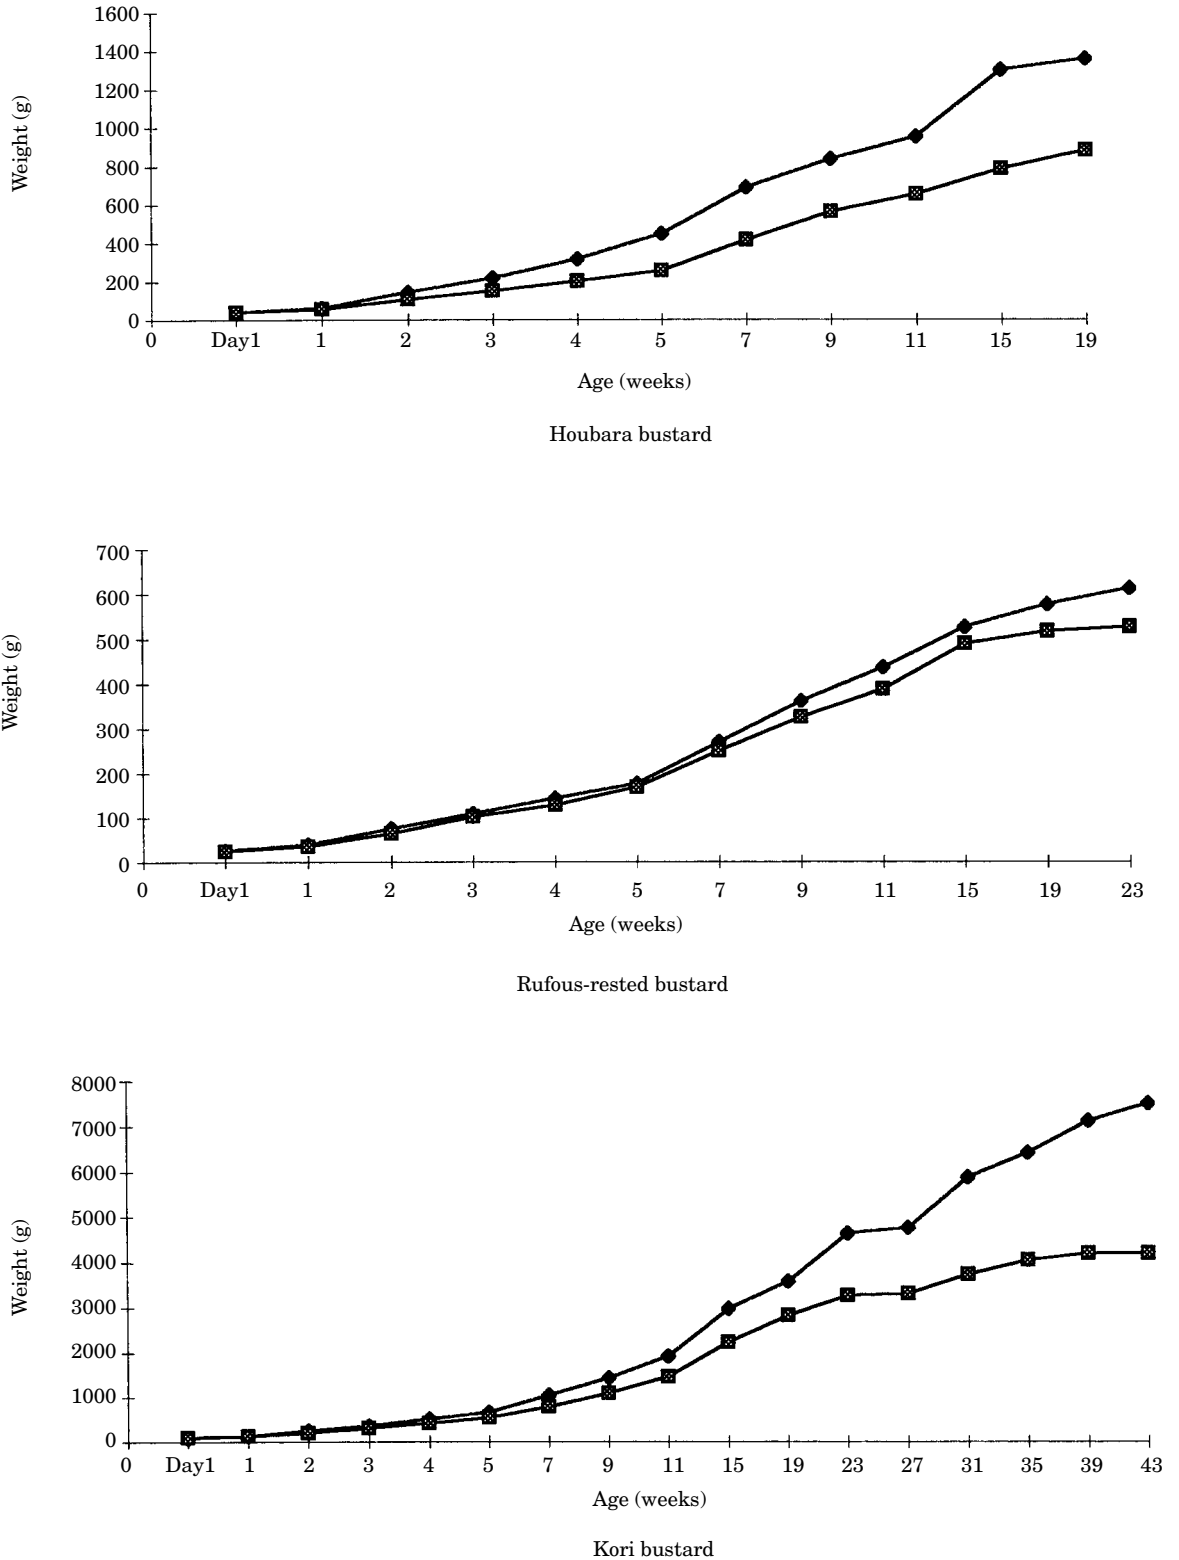 1600
1400
1200
1000
800
600
400
200
0
Weight (g)
0 Day1 1 2 3 4 5 7 9 11 15 19
Age (weeks)
Houbara bustard
700
600
500
400
300
200
100
0
Weight (g)
0 Day1 1 2 3 4 5 7 9 11 15 19 23
Age (weeks)
Rufous-rested bustard
8000
7000
6000
5000
4000
3000
2000
1000
0
Weight (g)
0 Day1 1 2 3 4 5 7 9 11 15 19 23 27 31 35 39 43
Age (weeks)
Kori bustard